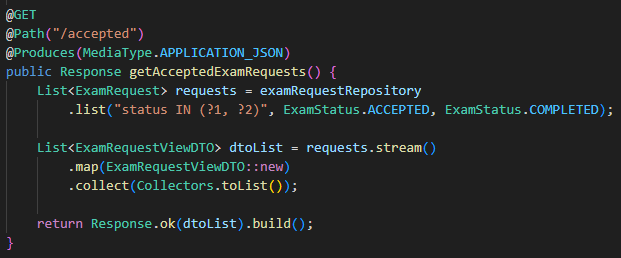 @GET
@Path("/accepted")
@Produces(MediaType.APPLICATION_JSON)
public Response getAcceptedExamRequests() {
    List<ExamRequest> requests = examRequestRepository
        .list("status IN (?1, ?2)", ExamStatus.ACCEPTED, ExamStatus.COMPLETED);

    List<ExamRequestViewDTO> dtoList = requests.stream()
        .map(ExamRequestViewDTO::new)
        .collect(Collectors.toList());

    return Response.ok(dtoList).build();
}